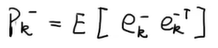 P_k^- = E [ e_k^- e_k^{-T} ]